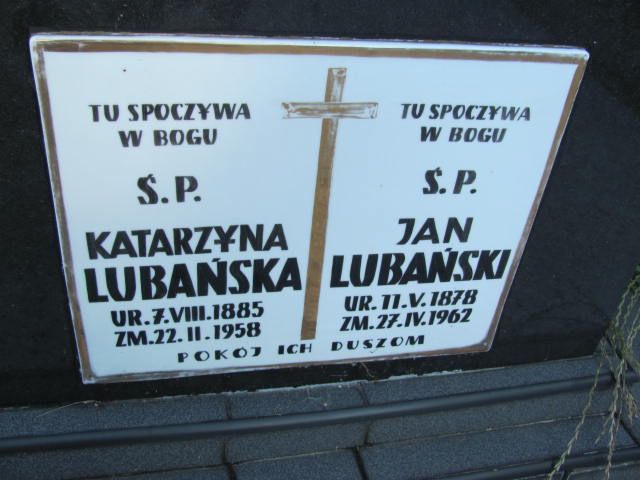 TU SPOCZYWA
W BOGU
Ś.P.
KATARZYNA
LUBAŃSKA
UR. 7.VIII.1885
ZM. 22.II.1958
TU SPOCZYWA
W BOGU
Ś.P.
JAN
LUBAŃSKI
UR. 11.V.1878
ZM. 27.IV.1962
POKÓJ ICH DUSZOM